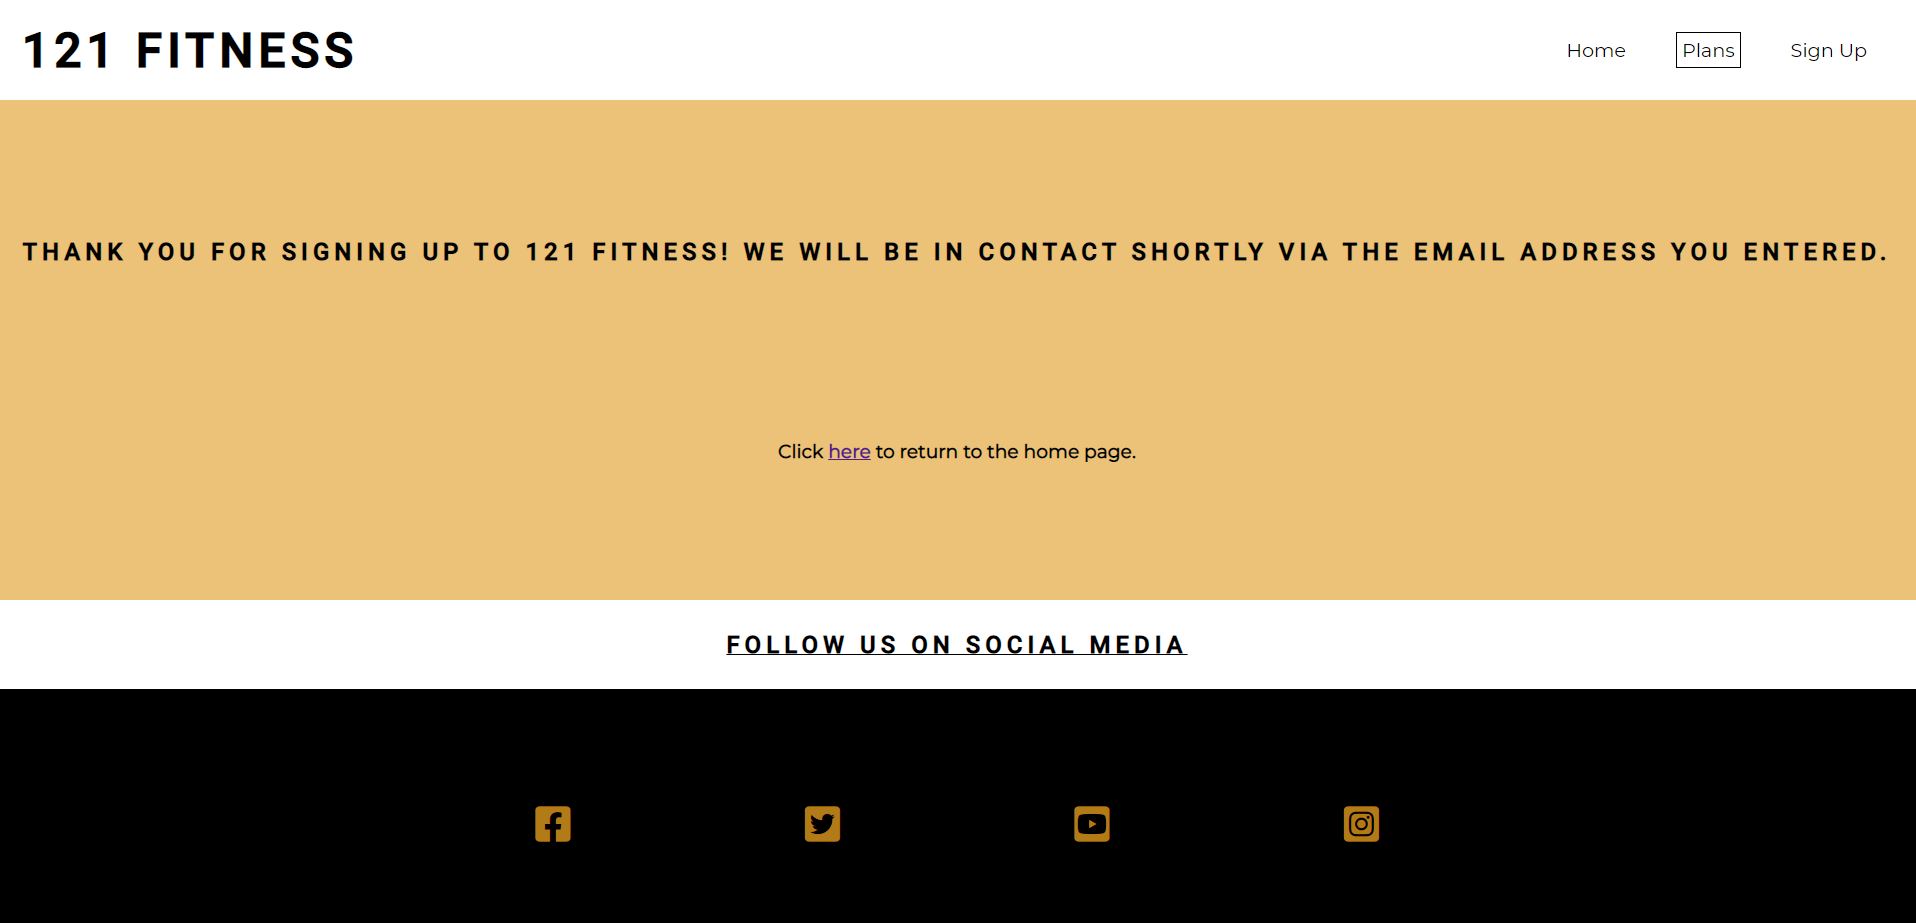 121 FITNESS
Home Plans Sign Up
THANK YOU FOR SIGNING UP TO 121 FITNESS! WE WILL BE IN CONTACT SHORTLY VIA THE EMAIL ADDRESS YOU ENTERED.
Click here to return to the home page.
FOLLOW US ON SOCIAL MEDIA